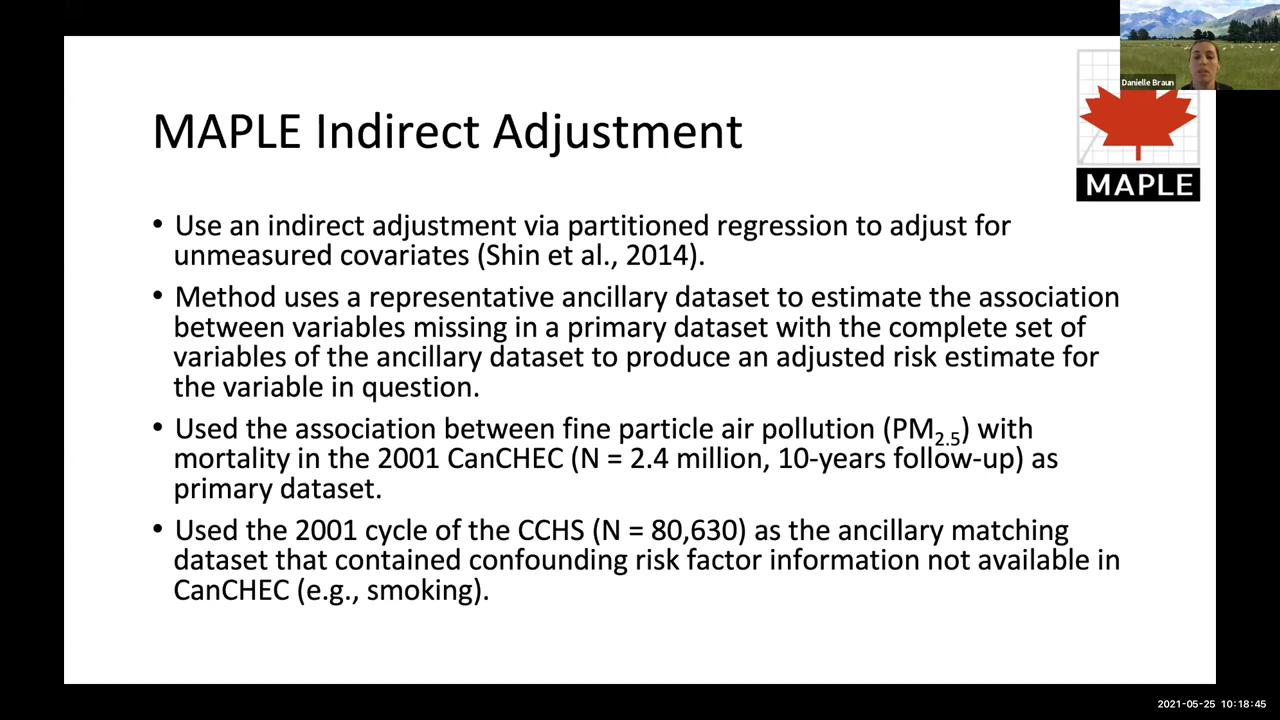 Danielle Braun
MAPLE Indirect Adjustment
MAPLE
• Use an indirect adjustment via partitioned regression to adjust for
unmeasured covariates (Shin et al., 2014).
• Method uses a representative ancillary dataset to estimate the association
between variables missing in a primary dataset with the complete set of
variables of the ancillary dataset to produce an adjusted risk estimate for
the variable in question.
• Used the association between fine particle air pollution (PM2.5) with
mortality in the 2001 CanCHEC (N = 2.4 million, 10-years follow-up) as
primary dataset.
• Used the 2001 cycle of the CCHS (N = 80,630) as the ancillary matching
dataset that contained confounding risk factor information not available in
CanCHEC (e.g., smoking).
2021-05-25 10:18:45